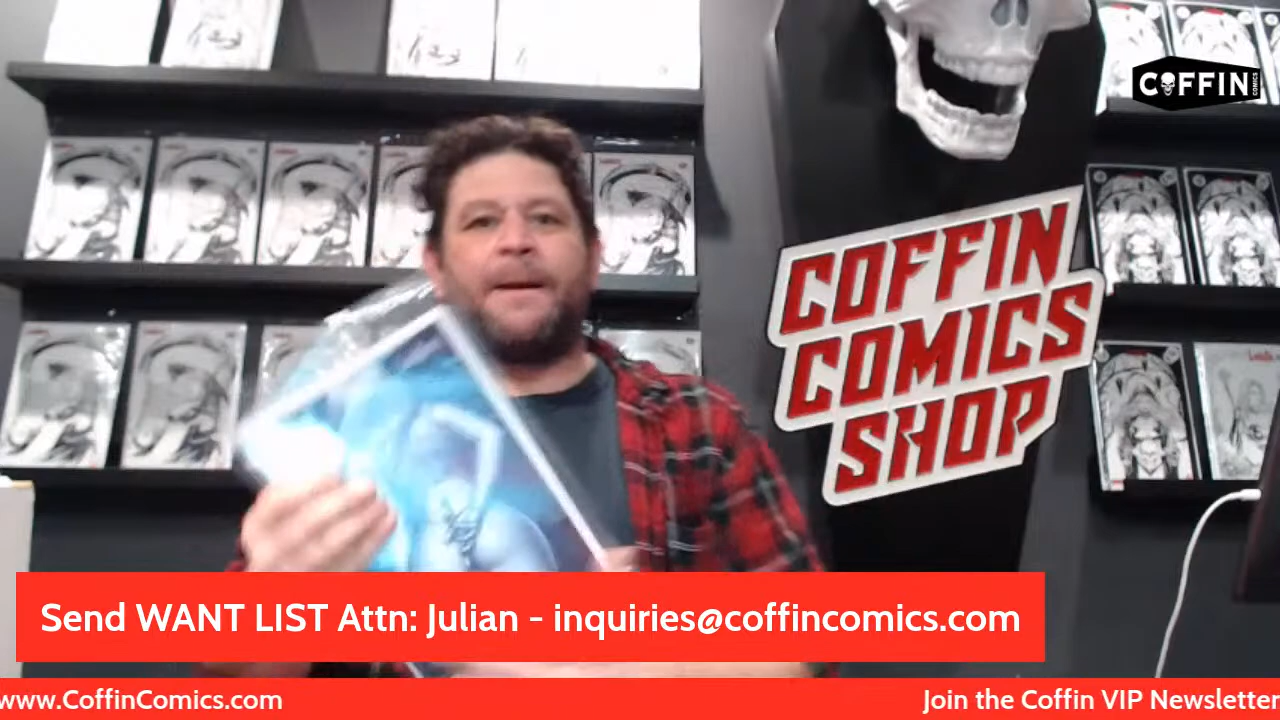 COFFIN
COMICS
COFFIN
COMICS
SHOP
Send WANT LIST Attn: Julian - inquiries@coffincomics.com
www.CoffinComics.com
Join the Coffin VIP Newsletter